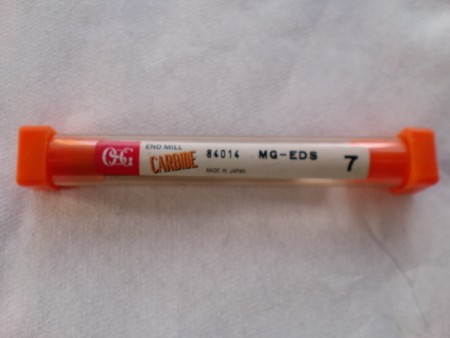 OSG
END MILL
CARBIDE 84014 MG-EDS 7
MADE IN JAPAN